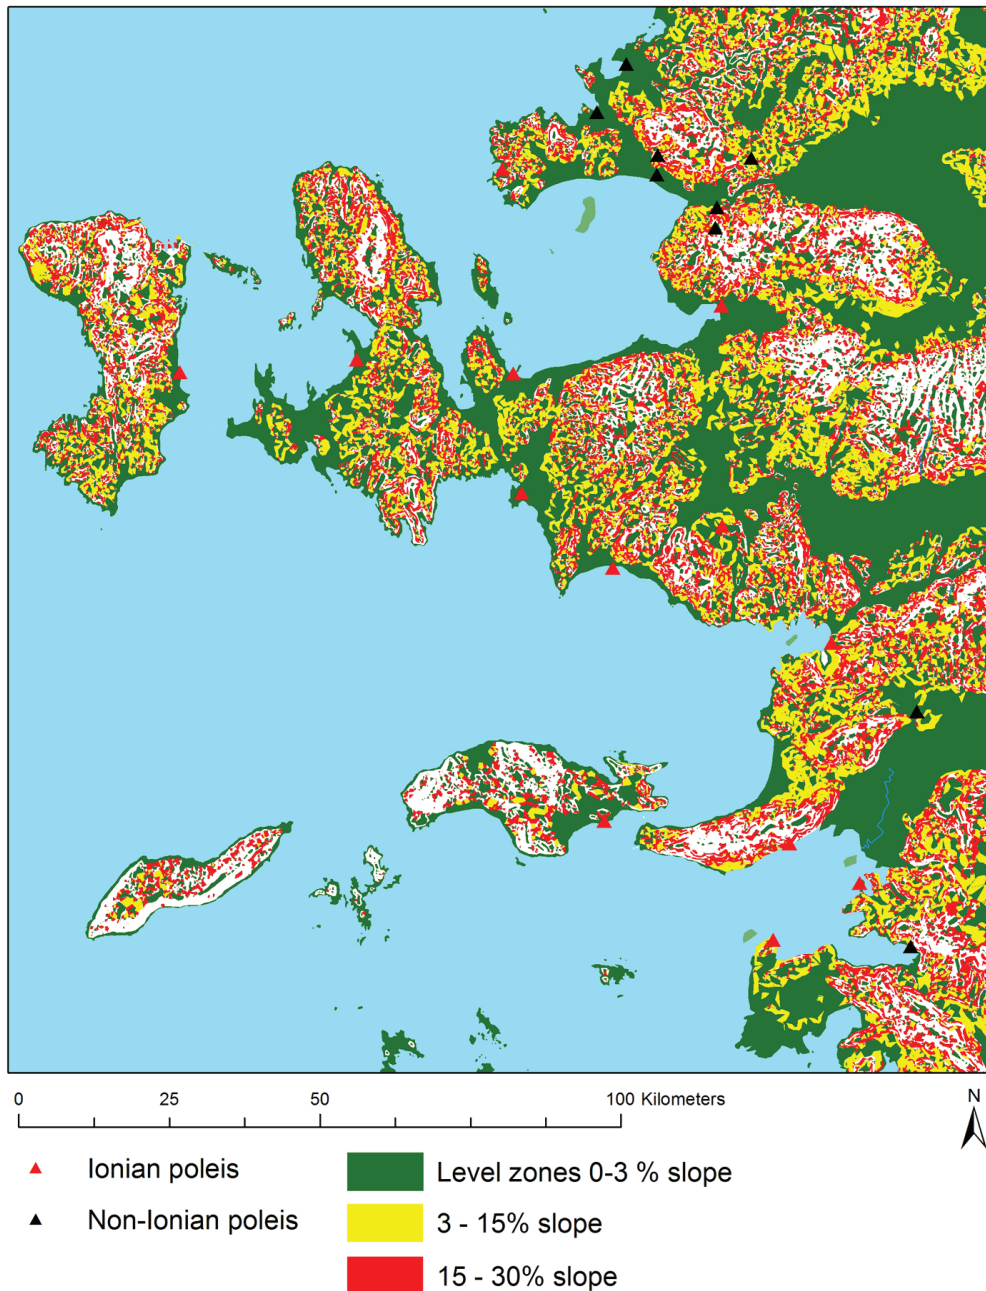 0 25 50 100 Kilometers
N
Ionian poleis
Non-Ionian poleis
Level zones 0-3 % slope
3 - 15% slope
15 - 30% slope